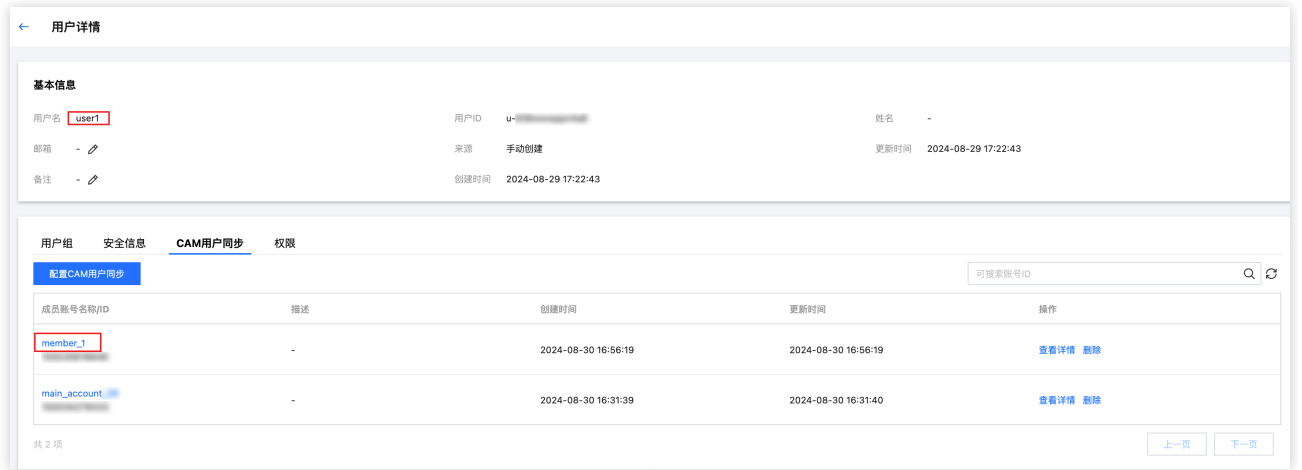 ← 用户详情
基本信息
用户名 user1 用户ID u- 姓名 -
邮箱 - 来源 手动创建 更新时间 2024-08-29 17:22:43
备注 - 创建时间 2024-08-29 17:22:43
用户组 安全信息 CAM用户同步 权限
配置CAM用户同步 可搜索账号ID
成员账号名称/ID 描述 创建时间 更新时间 操作
member_1
- 2024-08-30 16:56:19 2024-08-30 16:56:19 查看详情 删除
main_account_
- 2024-08-30 16:31:39 2024-08-30 16:31:40 查看详情 删除
共 2 项 上一页 下一页